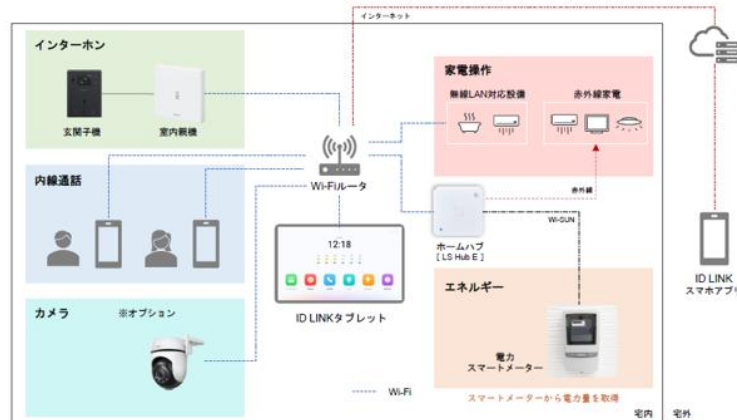 インターネット
インターホン
玄関子機
室内親機
家電操作
無線LAN対応設備
赤外線家電
Wi-Fiルータ
内線通話
赤外線
Wi-SUN
ホームハブ
[ LS Hub E ]
12:18
ID LINKタブレット
カメラ
※オプション
エネルギー
電力
スマートメーター
スマートメーターから電力量を取得
Wi-Fi
宅内
宅外
ID LINK
スマホアプリ